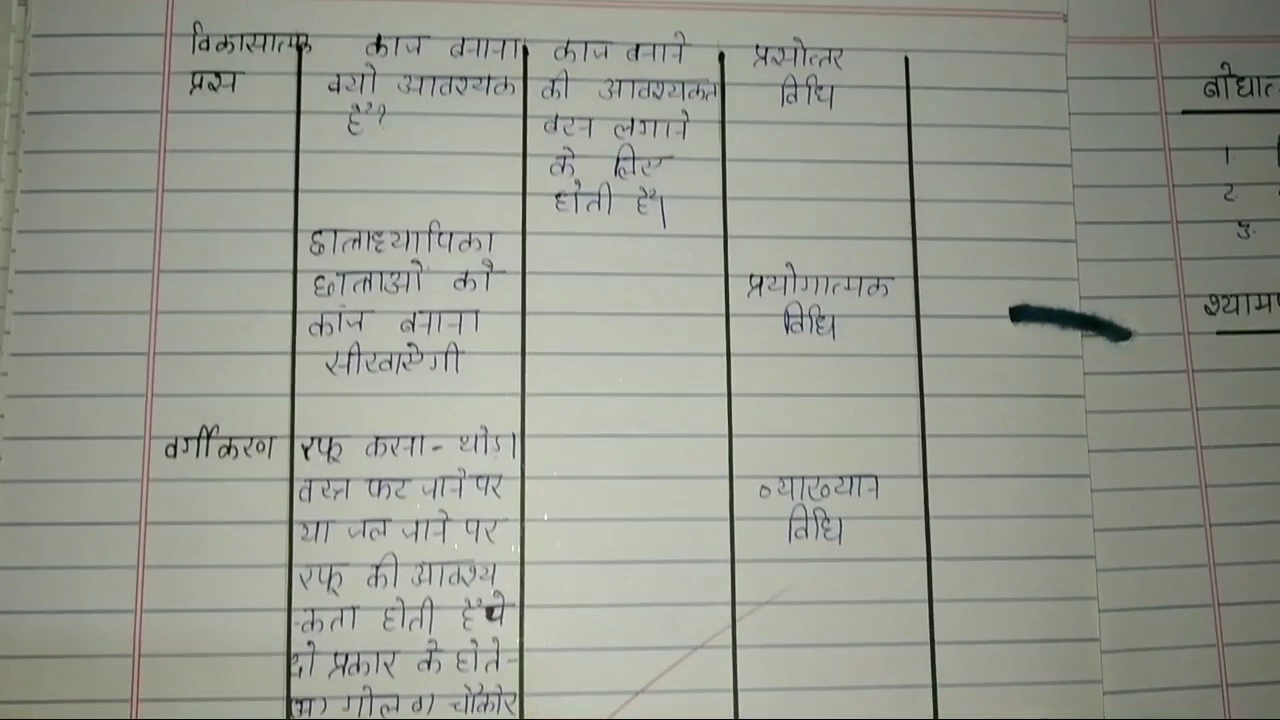 विकासात्मक
प्रश्न
काज बनाना
क्यो आवश्यक
है?
काज बनाने
की आवश्यकता
बटन लगाने
के लिए
होती है।
प्रश्नोत्तर
विधि
छात्राध्यापिका
छात्राओं को
काज बनाना
सीखाएेगी
प्रयोगात्मक
विधि
वर्गीकरण
रफू करना - थोड़ा
वस्त्र फट जाने पर
या जल जाने पर
रफू की आवश्य
-कता होती है ये
दो प्रकार के होते-
अ) गोल ब) चौकोर
व्याख्यान
विधि
बोधात
1.
2
3.
श्यामप